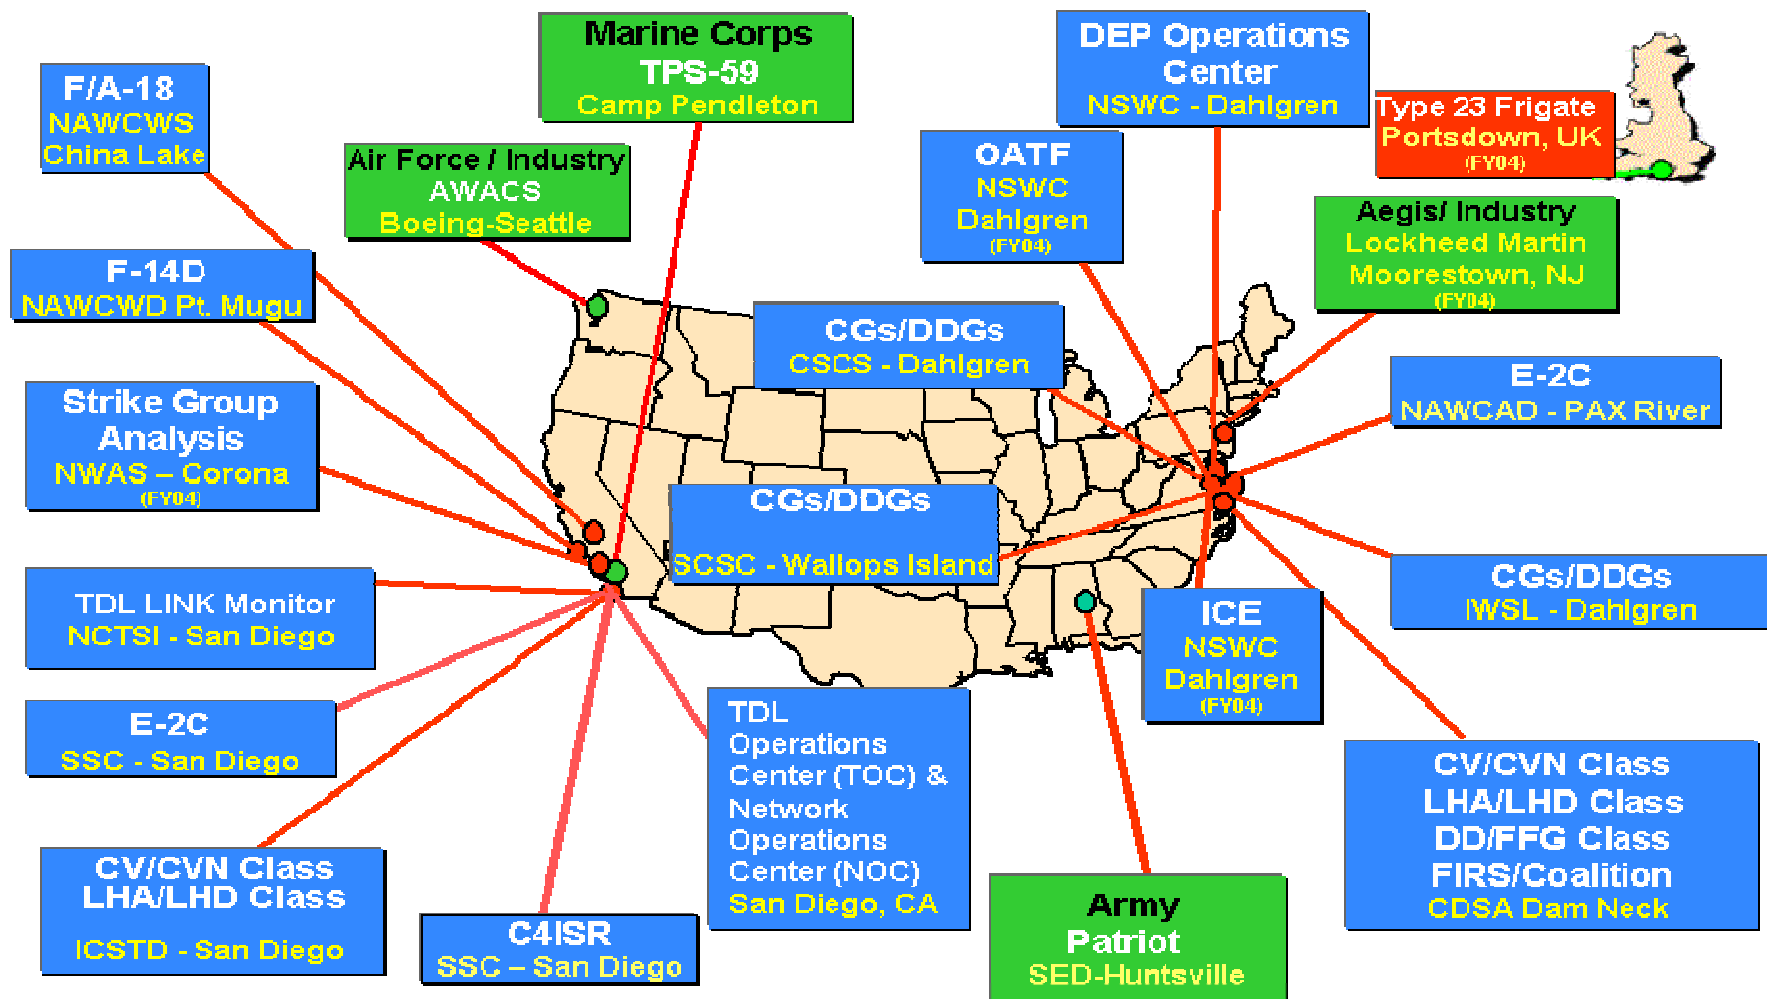 Marine Corps
TPS-59
Camp Pendleton
DEP Operations
Center
NSWC - Dahlgren
F/A-18
NAWCWS
China Lake
Air Force / Industry
AWACS
Boeing-Seattle
OATF
NSWC
Dahlgren
(FY04)
Type 23 Frigate
Portsdown, UK
(FY04)
Aegis/ Industry
Lockheed Martin
Moorestown, NJ
(FY04)
F-14D
NAWCWD Pt. Mugu
CGs/DDGs
CSCS - Dahlgren
E-2C
NAWCAD - PAX River
Strike Group
Analysis
NWAS – Corona
(FY04)
CGs/DDGs
SCSC - Wallops Island
TDL LINK Monitor
NCTSI - San Diego
CGs/DDGs
IWSL - Dahlgren
ICE
NSWC
Dahlgren
(FY04)
E-2C
SSC - San Diego
TDL
Operations
Center (TOC) &
Network
Operations
Center (NOC)
San Diego, CA
CV/CVN Class
LHA/LHD Class
DD/FFG Class
FIRS/Coalition
CDSA Dam Neck
CV/CVN Class
LHA/LHD Class
ICSTD - San Diego
C4ISR
SSC – San Diego
Army
Patriot
SED-Huntsville